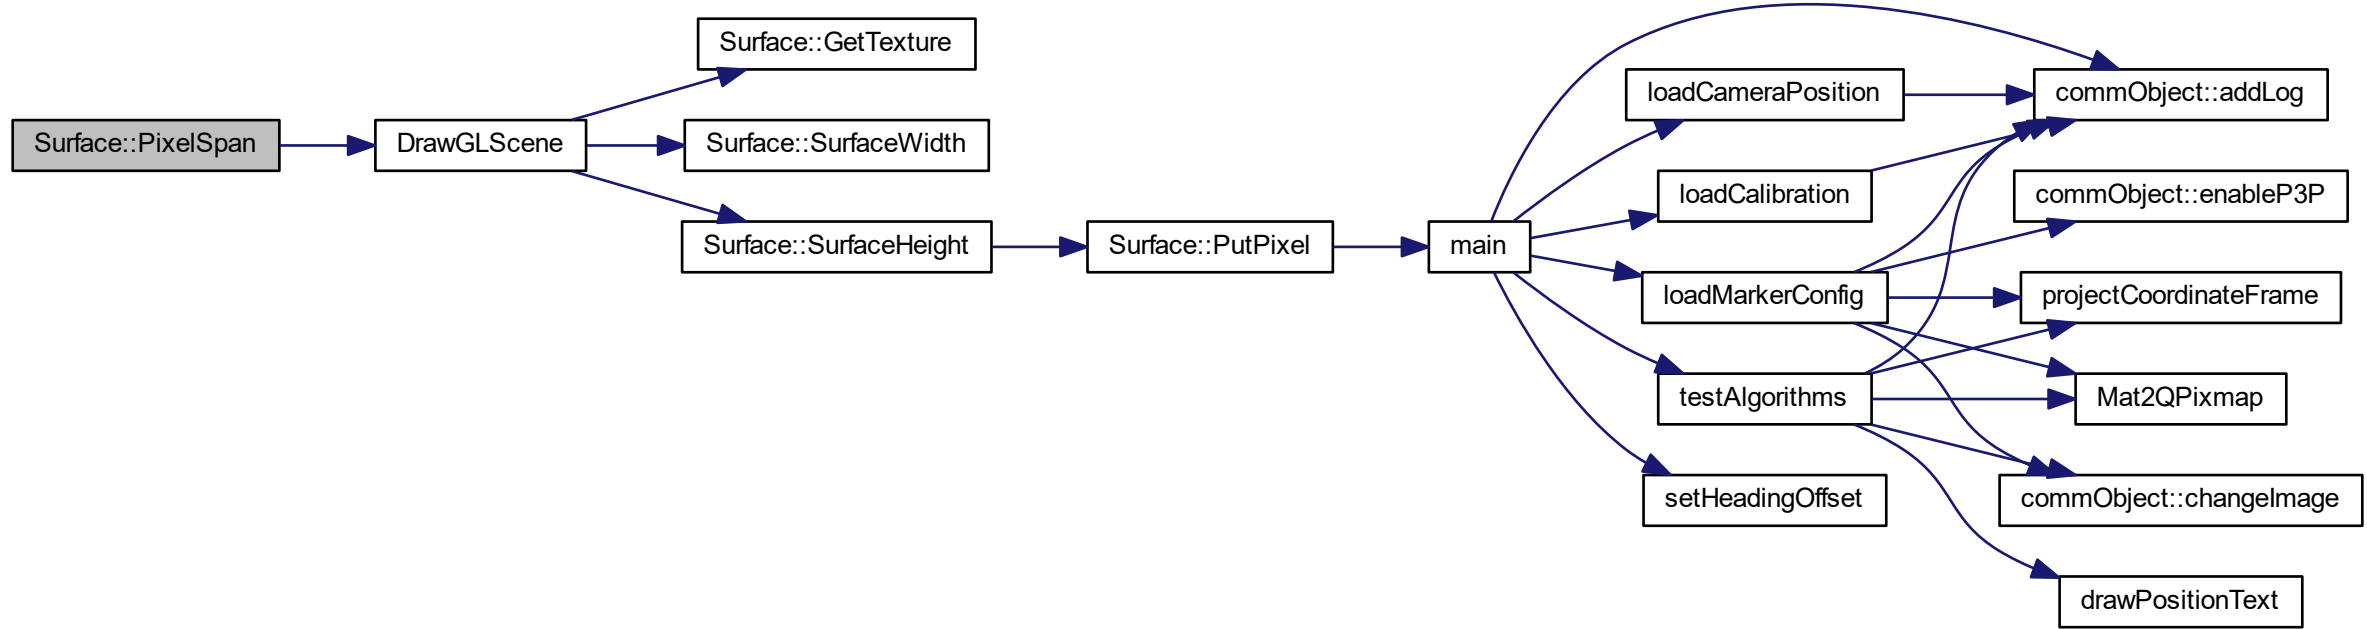 Surface::PixelSpan
DrawGLScene
Surface::GetTexture
Surface::SurfaceWidth
Surface::SurfaceHeight
Surface::PutPixel
main
loadCameraPosition
loadCalibration
loadMarkerConfig
testAlgorithms
setHeadingOffset
commObject::addLog
commObject::enableP3P
projectCoordinateFrame
Mat2QPixmap
commObject::changeImage
drawPositionText